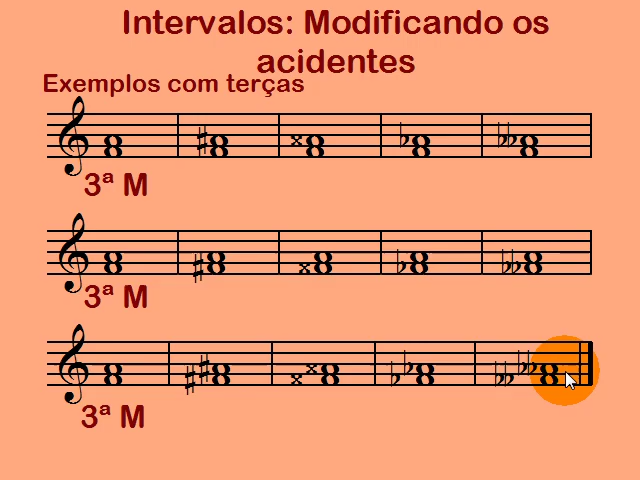 Intervalos: Modificando os
acidentes
Exemplos com terças
3ª M
3ª M
3ª M